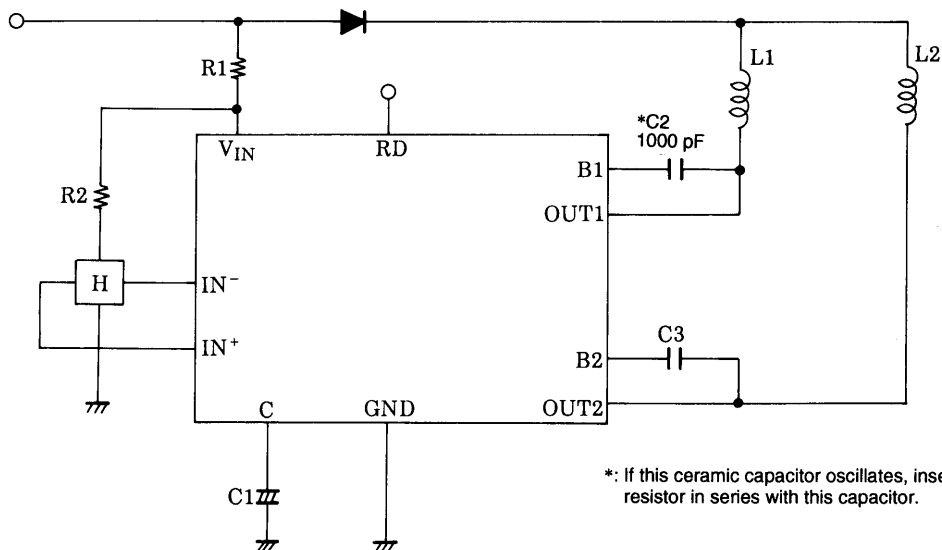 R1
L1
L2
*C2
1000 pF
VIN
RD
B1
R2
OUT1
H
IN-
IN+
C3
B2
C
GND
OUT2
C1
*: If this ceramic capacitor oscillates, inse
resistor in series with this capacitor.